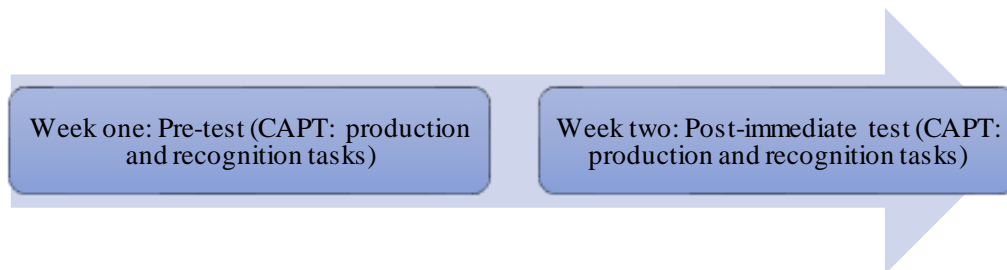 Week one: Pre-test (CAPT: production
and recognition tasks)
Week two: Post-immediate test (CAPT:
production and recognition tasks)